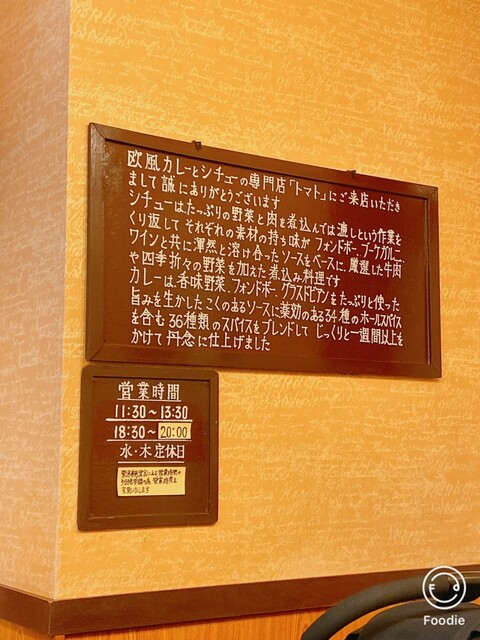 欧風カレーとシチューの専門店「トマト」にご来店いただき
まして誠にありがとうございます
シチューはたっぷりの野菜と肉を煮込んでは漉しという作業を
くり返して それぞれの素材の持ち味が フォンドボー、ブーケガルニ、
ワインと共に渾然と溶け合ったソースをベースに、厳選した牛肉
や四季折々の野菜を加えた煮込み料理です
カレーは、香味野菜、フォンドボー、グラスドビアンをたっぷりと使った
旨みを生かしたこくのあるソースに薬効のある34種のホールスパイス
を含む36種類のスパイスをブレンドして じっくりと一週間以上を
かけて丹念に仕上げました
営業時間
11:30～13:30
18:30～20:00
水・木定休日
営業時間を
変更いたします
Foodie